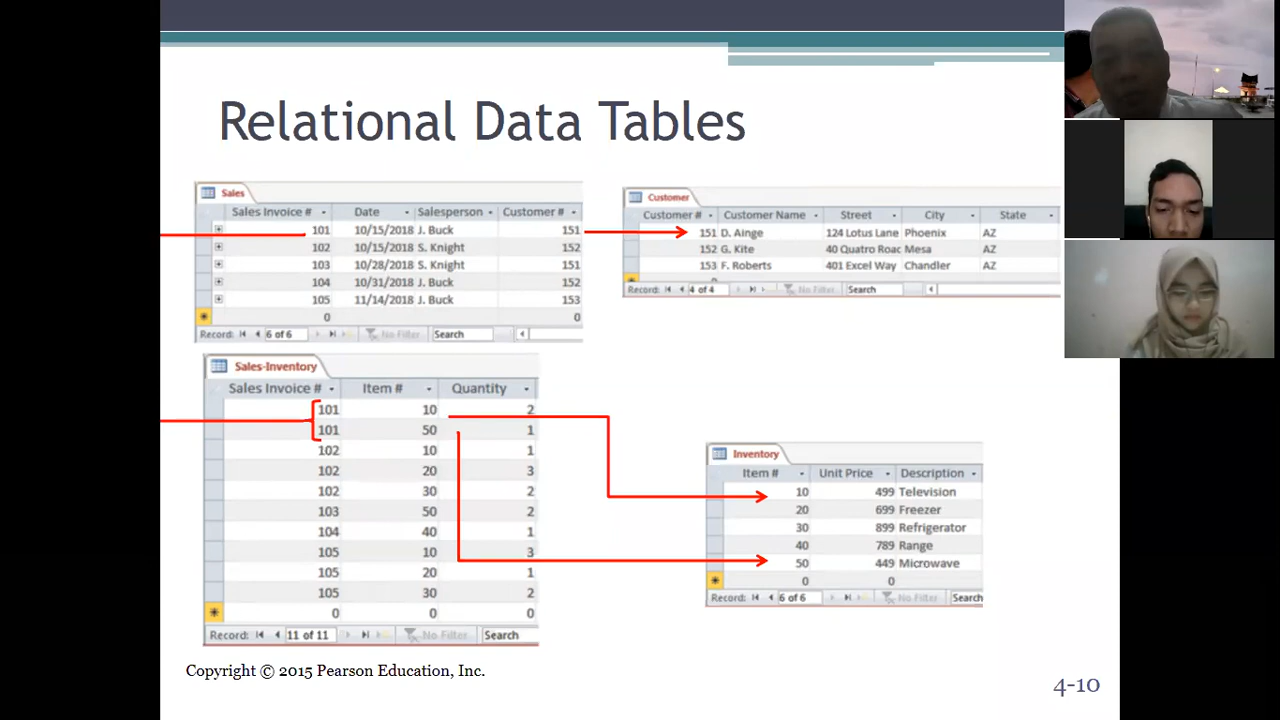 Relational Data Tables
Sales
Sales Invoice # Date Salesperson Customer #
101 10/15/2018 J. Buck 151
102 10/15/2018 S. Knight 152
103 10/28/2018 S. Knight 151
104 10/31/2018 J. Buck 152
105 11/14/2018 J. Buck 153
0 0
Record: 6 of 6 No Filter Search
Customer
Customer # Customer Name Street City State
151 D. Ainge 124 Lotus Lane Phoenix AZ
152 G. Kite 40 Quatro Roac Mesa AZ
153 F. Roberts 401 Excel Way Chandler AZ
Record: 4 of 4 No Filter Search
Sales-Inventory
Sales Invoice # Item # Quantity
101 10 2
101 50 1
102 10 1
102 20 3
102 30 2
103 50 2
104 40 1
105 10 3
105 20 1
105 30 2
0 0 0
Record: 11 of 11 No Filter Search
Inventory
Item # Unit Price Description
10 499 Television
20 699 Freezer
30 899 Refrigerator
40 789 Range
50 449 Microwave
0 0
Record: 6 of 6 No Filter Search
Copyright © 2015 Pearson Education, Inc.
4-10